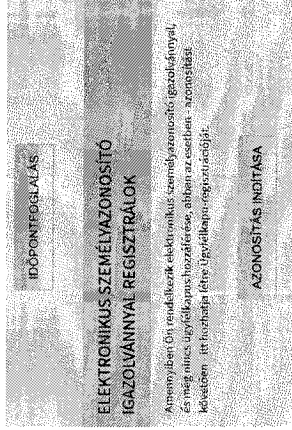 IDŐPONTFOGLALÁS
ELEKTRONIKUS SZEMÉLYAZONOSÍTÓ
IGAZOLVÁNNYAL REGISZTRÁLOK
Amennyiben Ön rendelkezik elektronikus személyazonosító igazolvánnyal,
és még nincs ügyfélkapus hozzáférése, abban az esetben - azonosítást
követően - itt hozhatja létre Ügyfélkapu-regisztrációját.
AZONOSÍTÁS INDÍTÁSA